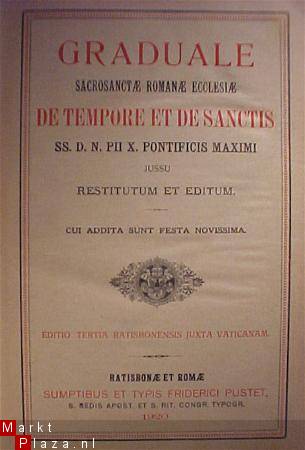 GRADUALE
SACROSANCTÆ ROMANÆ ECCLESIÆ
DE TEMPORE ET DE SANCTIS
SS. D. N. PII X. PONTIFICIS MAXIMI
JUSSU
RESTITUTUM ET EDITUM.
CUI ADDITA SUNT FESTA NOVISSIMA.
EDITIO TERTIA RATISBONENSIS JUXTA VATICANAM.
RATISBONÆ ET ROMÆ
SUMPTIBUS ET TYPIS FRIDERICI PUSTET,
S. SEDIS APOST. ET S. RIT. CONGR. TYPOGR.
Markt
Plaza.nl